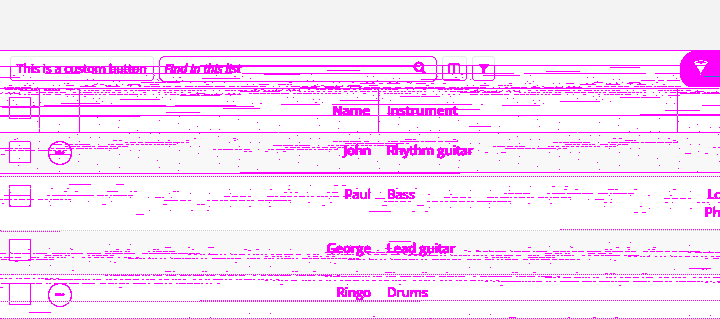 This is a custom button Find in this list
Name Instrument
John Rhythm guitar
Paul Bass Lo
Ph
George Lead guitar
Ringo Drums